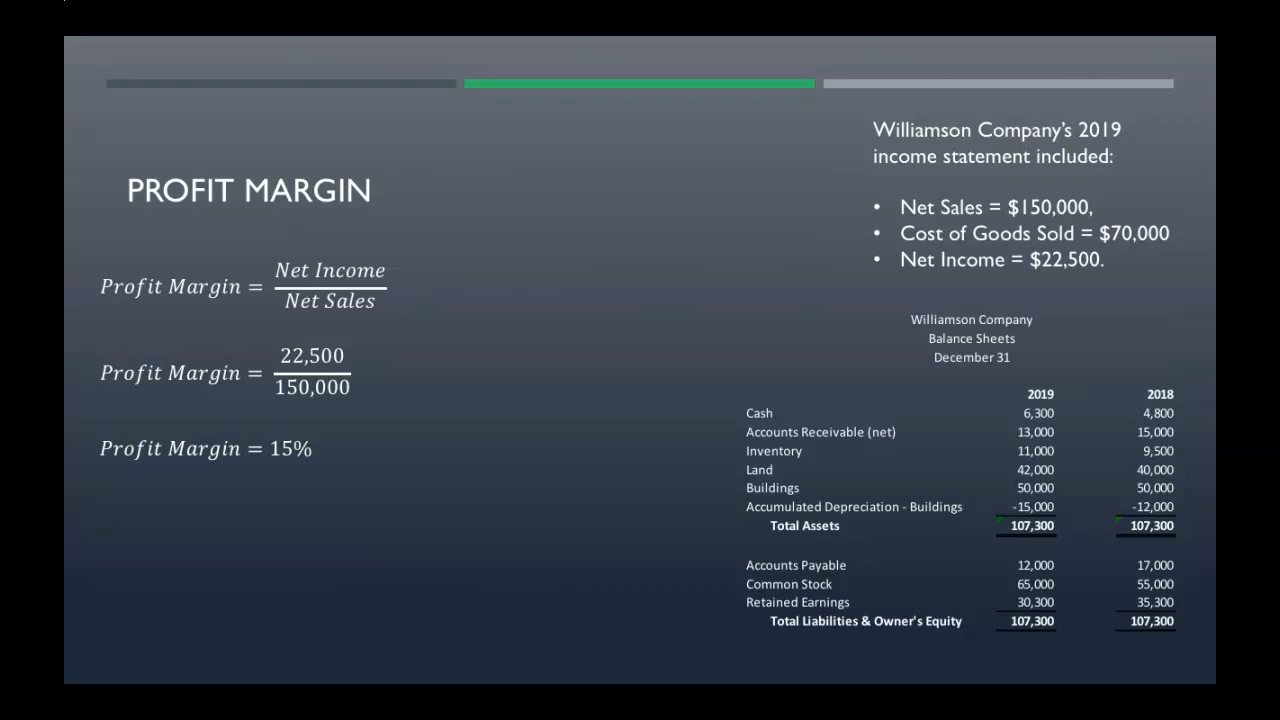 PROFIT MARGIN
Profit Margin = Net Income / Net Sales
Profit Margin = 22,500 / 150,000
Profit Margin = 15%
Williamson Company's 2019
income statement included:
• Net Sales = $150,000,
• Cost of Goods Sold = $70,000
• Net Income = $22,500.
Williamson Company
Balance Sheets
December 31
2019 2018
Cash 6,300 4,800
Accounts Receivable (net) 13,000 15,000
Inventory 11,000 9,500
Land 42,000 40,000
Buildings 50,000 50,000
Accumulated Depreciation - Buildings -15,000 -12,000
Total Assets 107,300 107,300
Accounts Payable 12,000 17,000
Common Stock 65,000 55,000
Retained Earnings 30,300 35,300
Total Liabilities & Owner's Equity 107,300 107,300